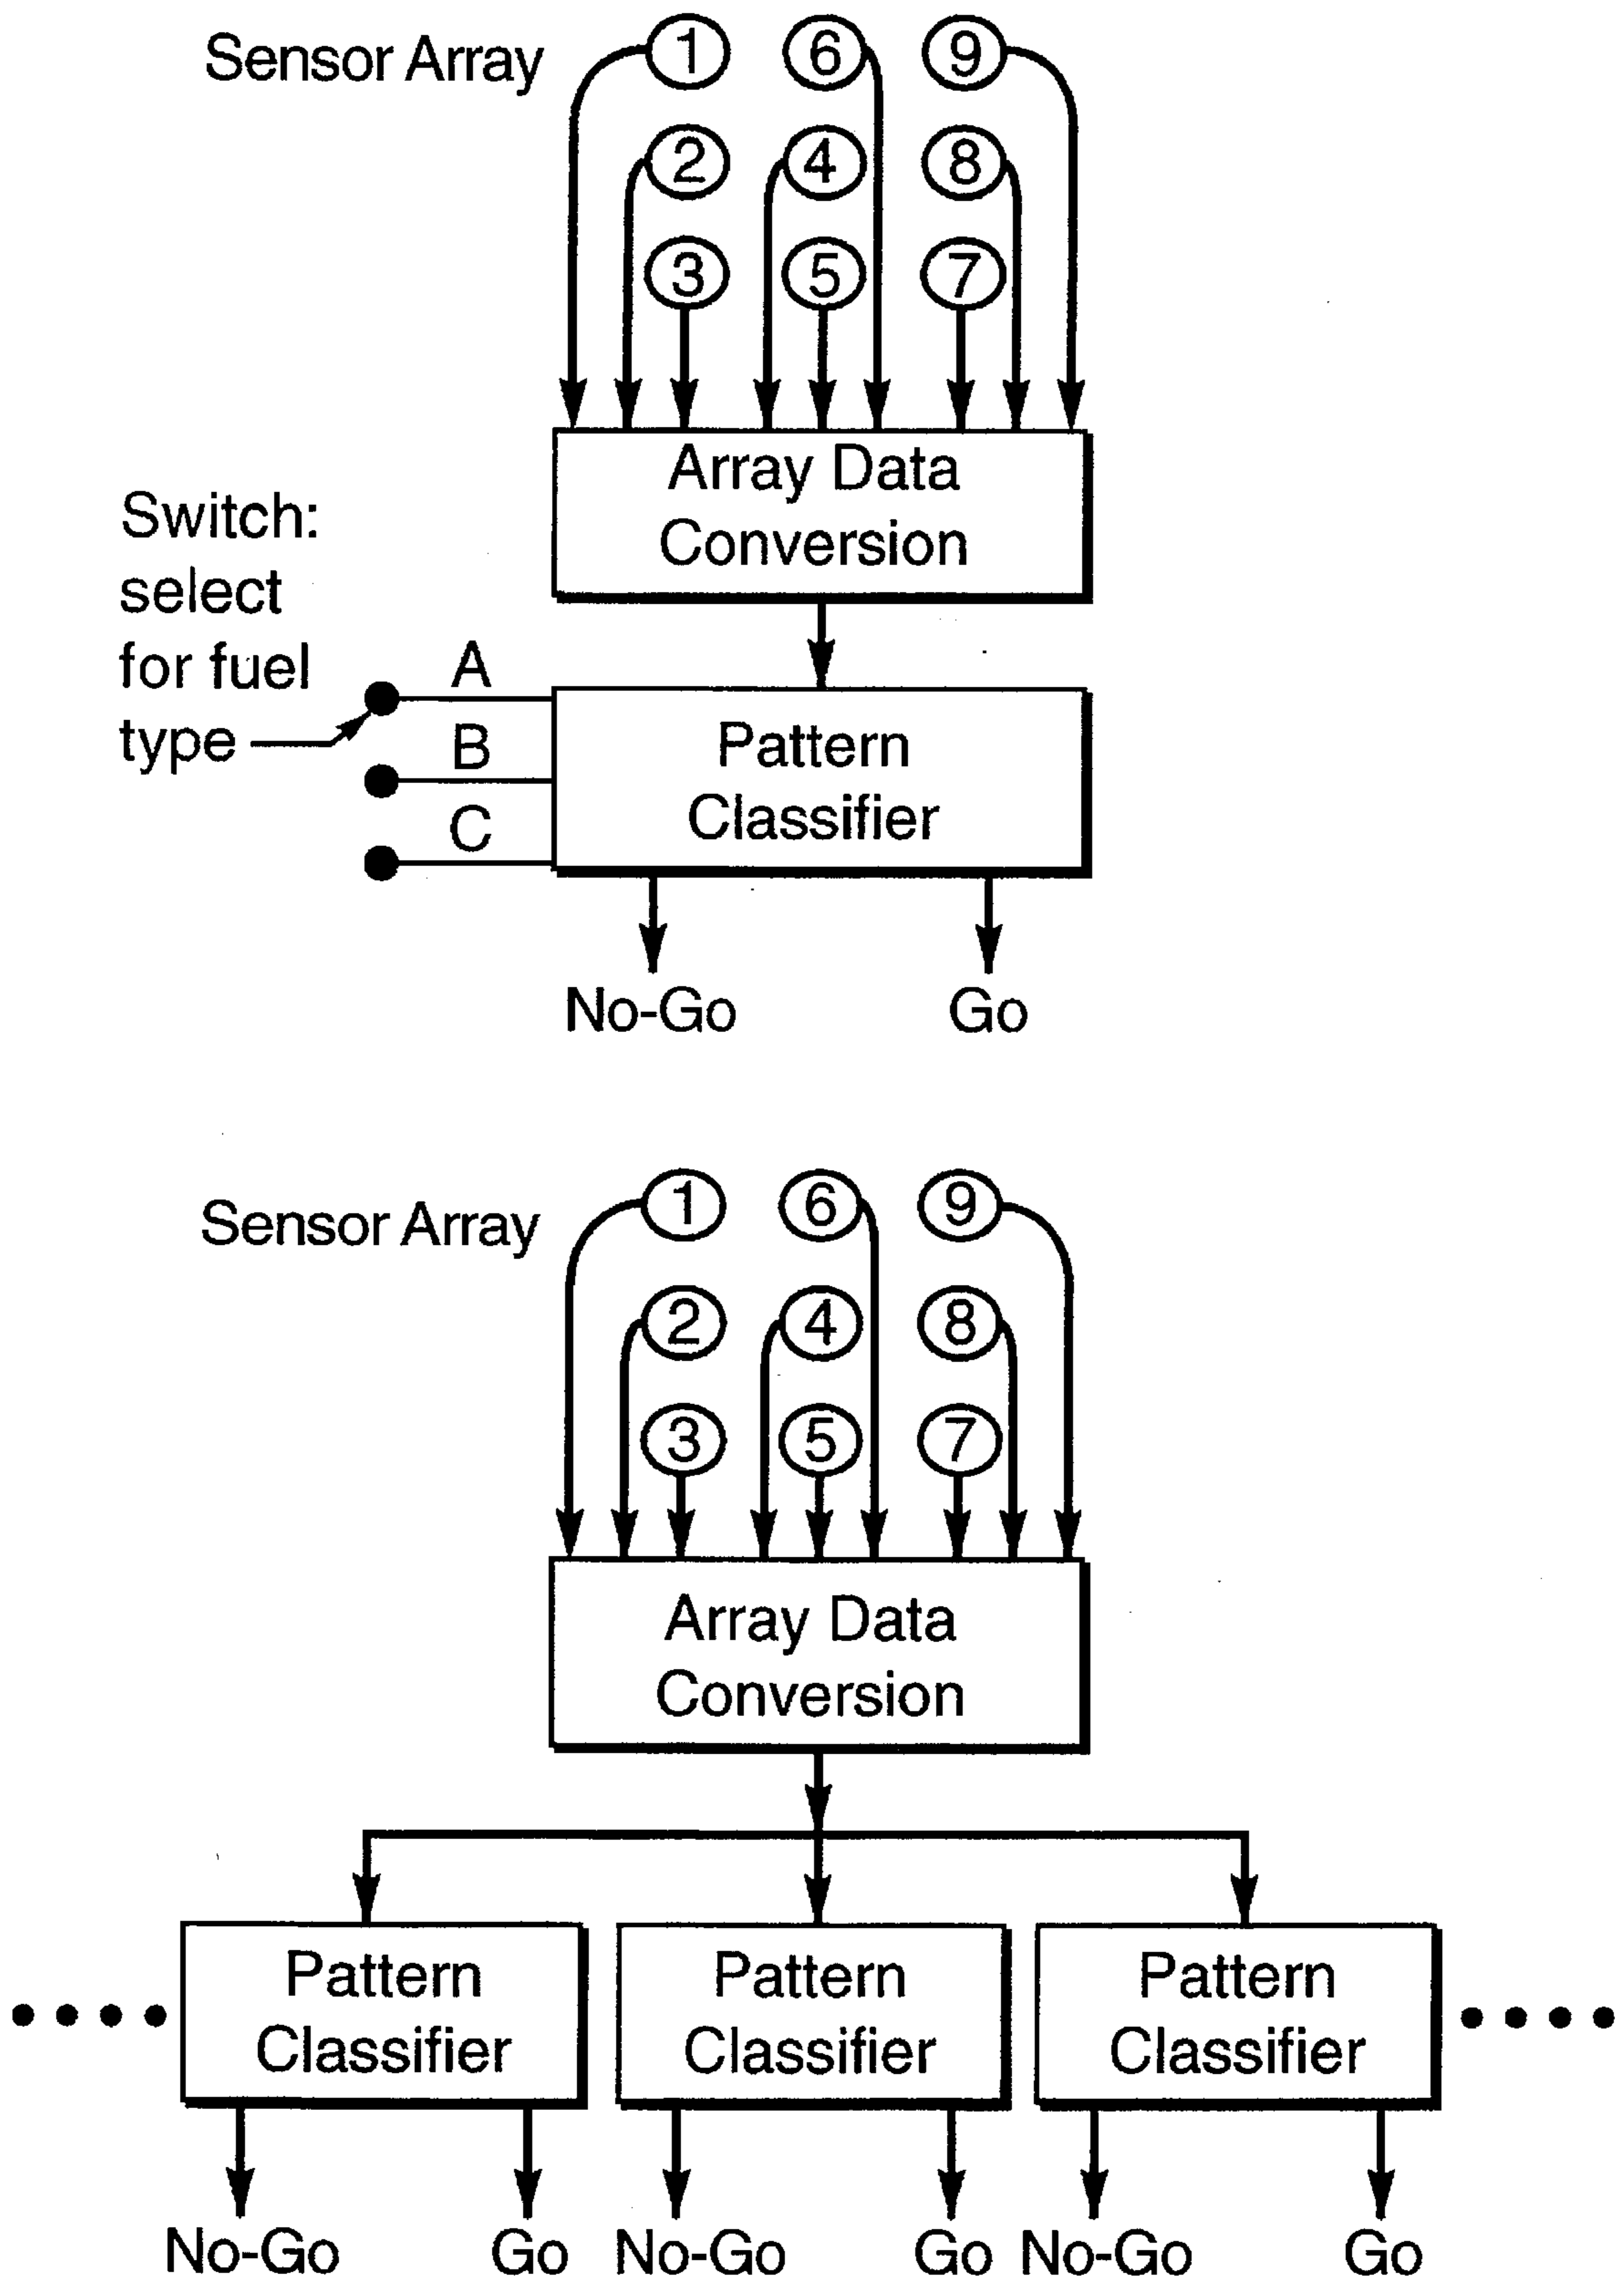 Sensor Array
1 6 9
2 4 8
3 5 7
Array Data
Conversion
Switch:
select
for fuel
type
A
B
C
Pattern
Classifier
No-Go Go
Sensor Array
1 6 9
2 4 8
3 5 7
Array Data
Conversion
Pattern
Classifier
Pattern
Classifier
Pattern
Classifier
No-Go Go No-Go Go No-Go Go